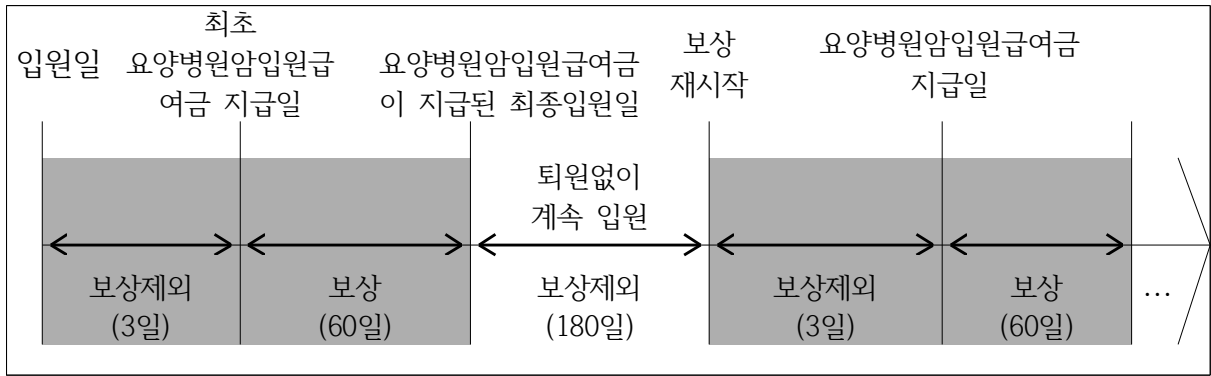 입원일
최초
요양병원암입원급
여금 지급일
요양병원암입원급여금
이 지급된 최종입원일
보상
재시작
요양병원암입원급여금
지급일
퇴원없이
계속 입원
보상제외
(3일)
보상
(60일)
보상제외
(180일)
보상제외
(3일)
보상
(60일)
…